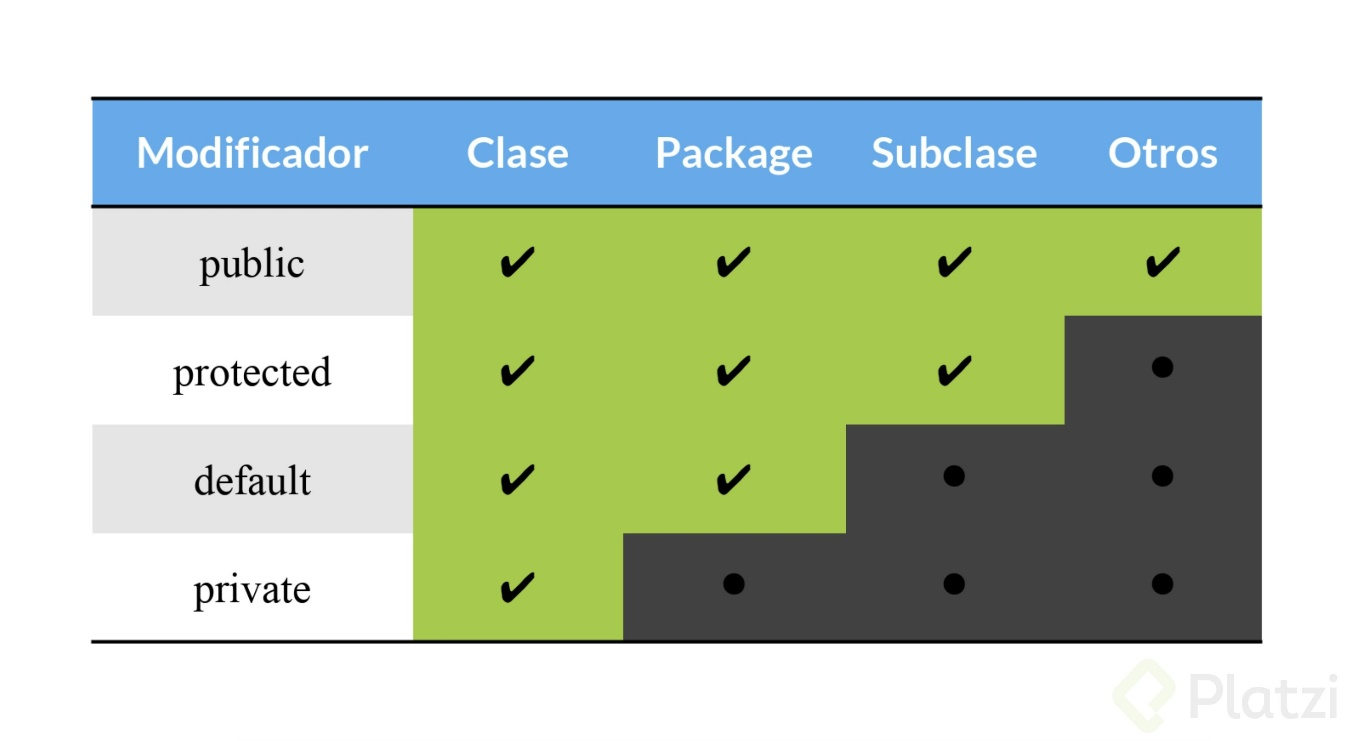 Modificador Clase Package Subclase Otros
public ✔ ✔ ✔ ✔
protected ✔ ✔ ✔ ●
default ✔ ✔ ● ●
private ✔ ● ● ●
Platzi